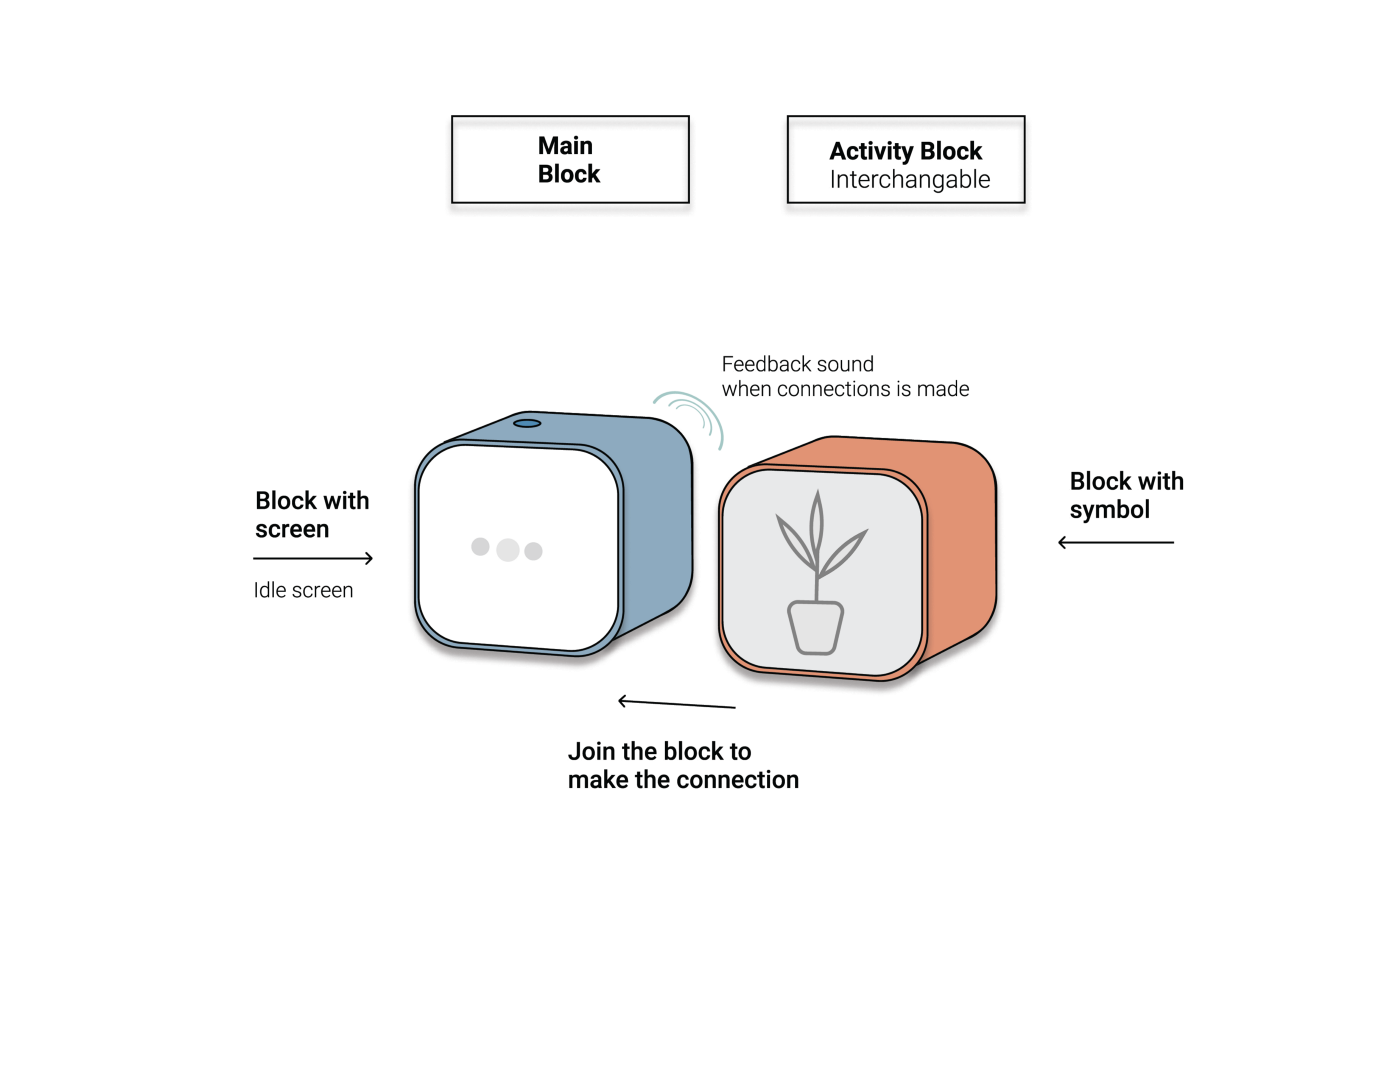 Main
Block
Activity Block
Interchangable
Feedback sound
when connections is made
Block with
screen
Idle screen
Block with
symbol
Join the block to
make the connection